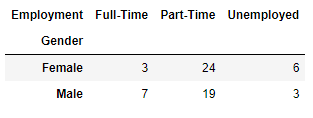 Employment Full-Time Part-Time Unemployed
Gender
Female 3 24 6
Male 7 19 3